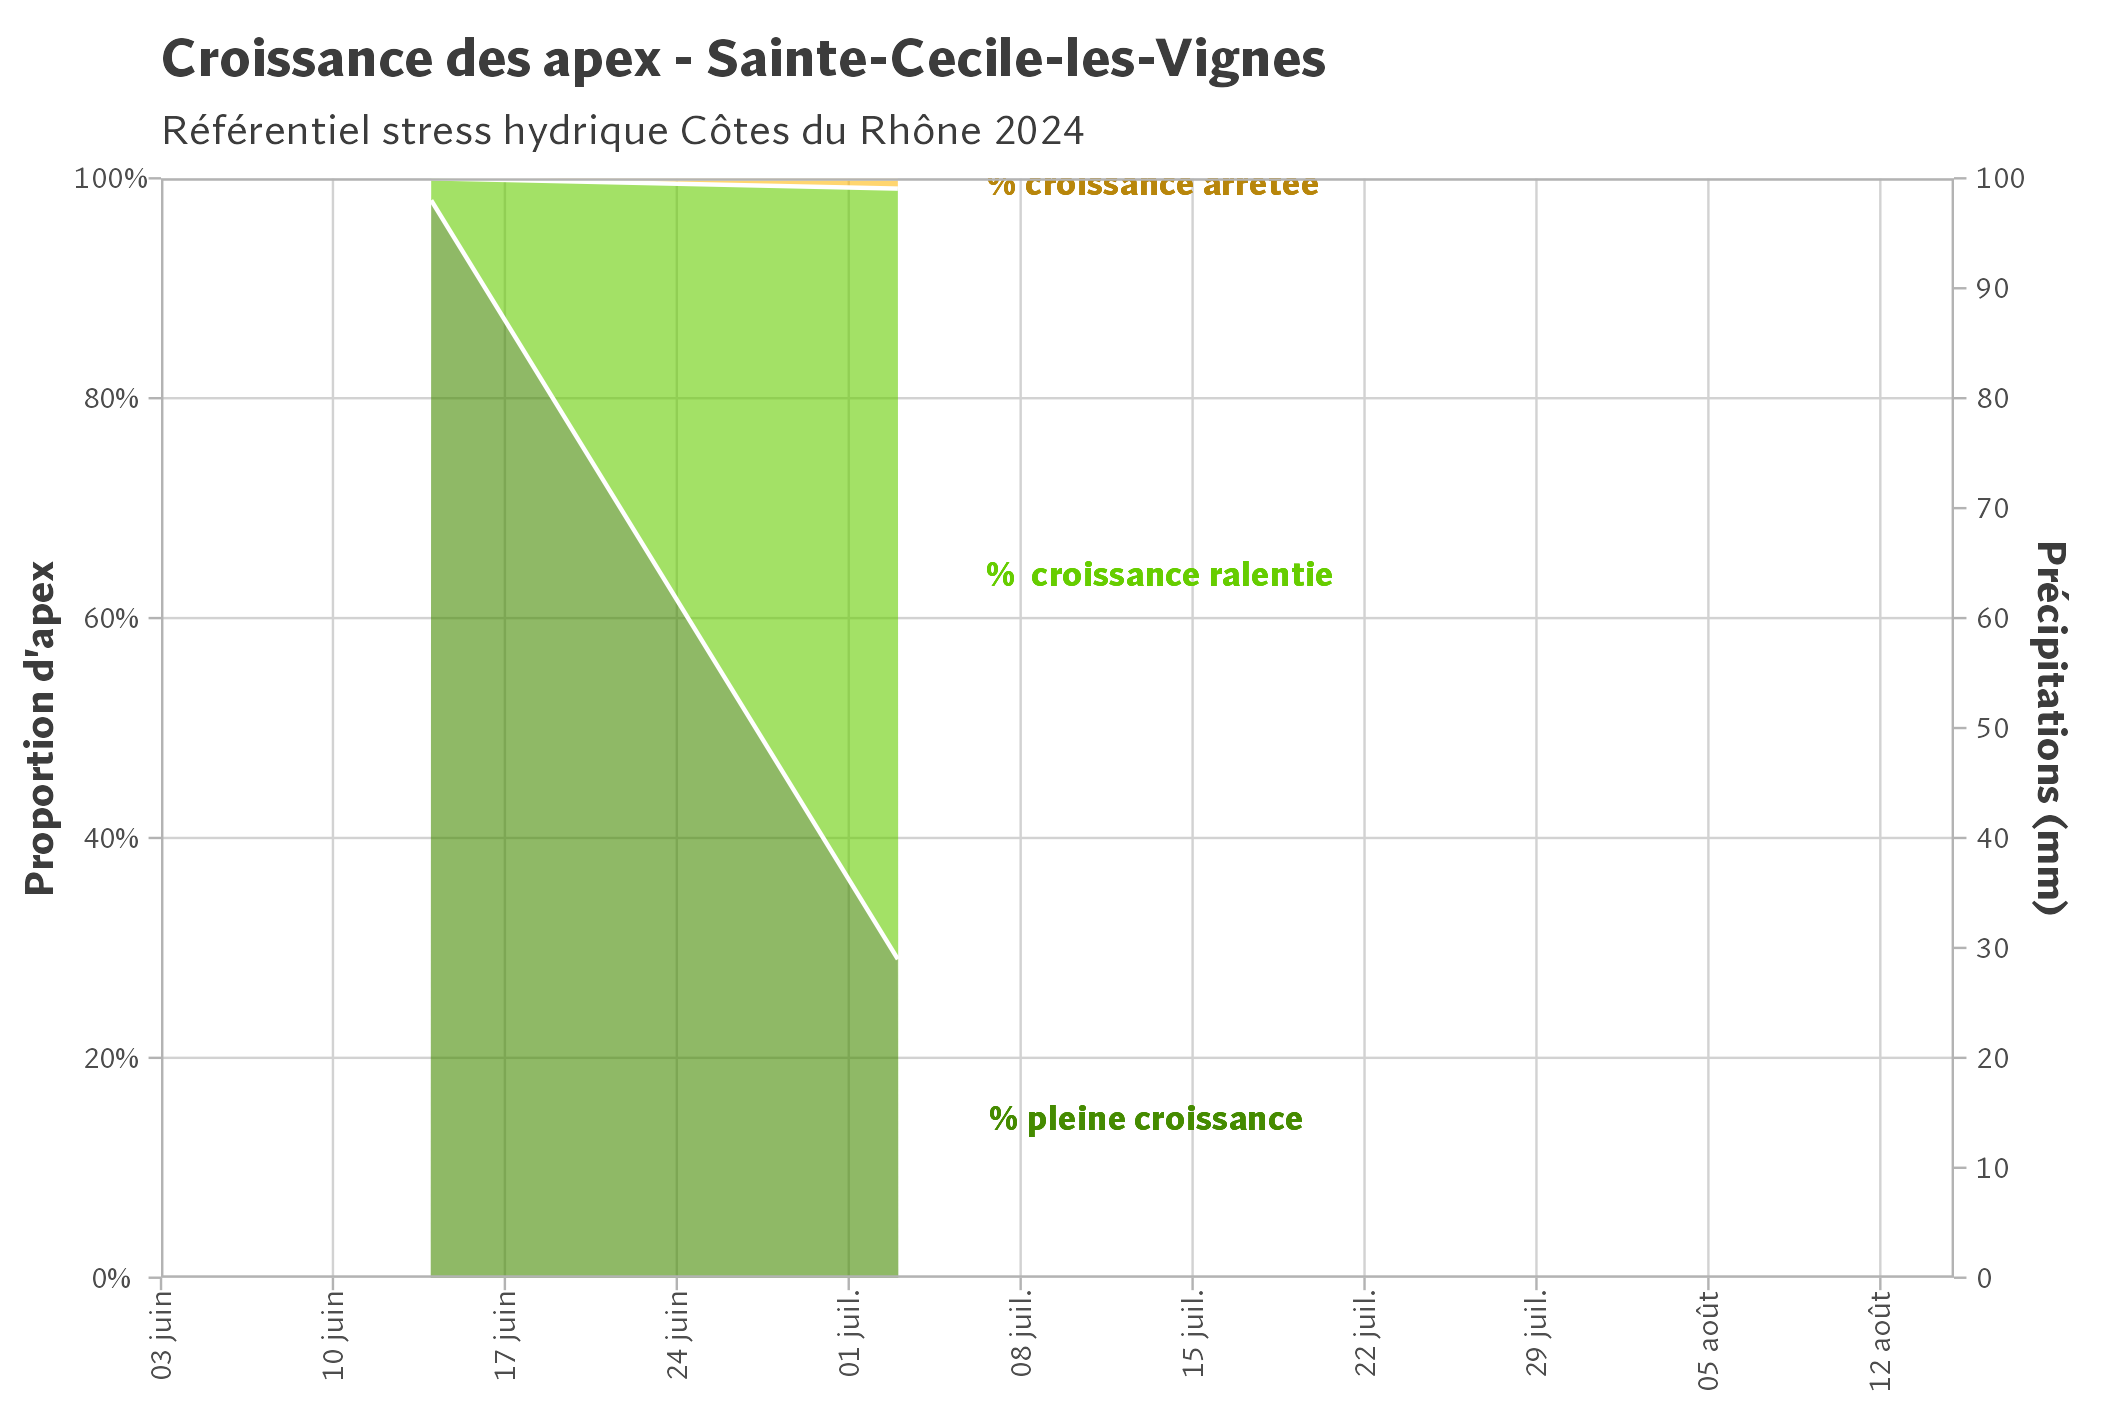 Croissance des apex - Sainte-Cecile-les-Vignes
Référentiel stress hydrique Côtes du Rhône 2024
100%
80%
60%
40%
20%
0%
Proportion d'apex
% croissance arretée
% croissance ralentie
% pleine croissance
100
90
80
70
60
50
40
30
20
10
0
Précipitations (mm)
03 juin
10 juin
17 juin
24 juin
01 juil.
08 juil.
15 juil.
22 juil.
29 juil.
05 août
12 août